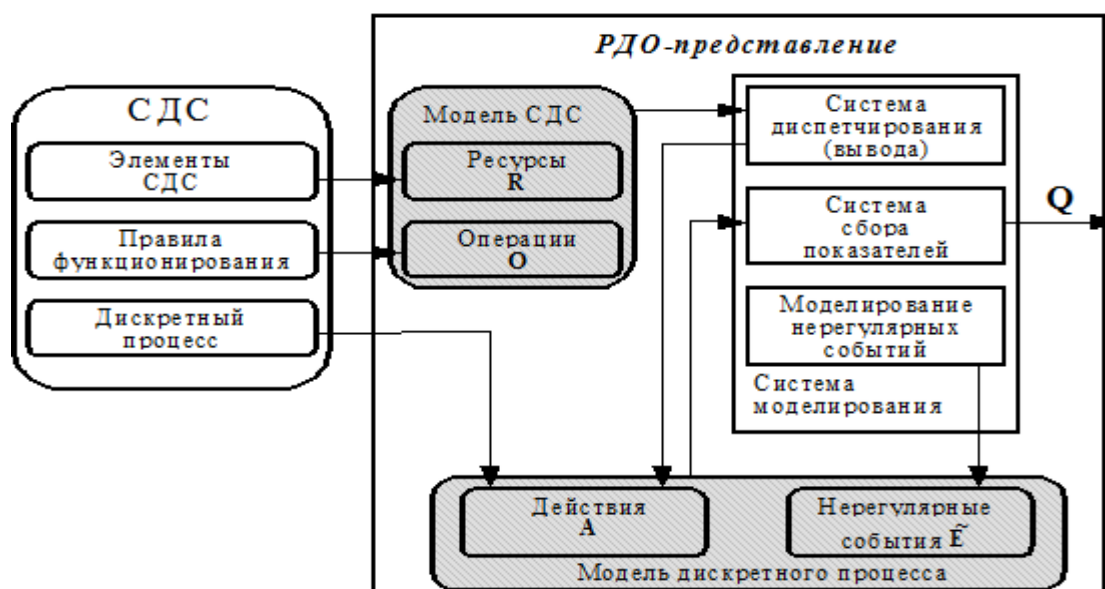 РДО-представление
СДС
Элементы
СДС
Правила
функционирования
Дискретный
процесс
Модель СДС
Ресурсы
R
Операции
O
Система
диспетчирования
(вывода)
Система
сбора
показателей
Q
Моделирование
нерегулярных
событий
Система
моделирования
Действия
A
Нерегулярные
события Ẽ
Модель дискретного процесса